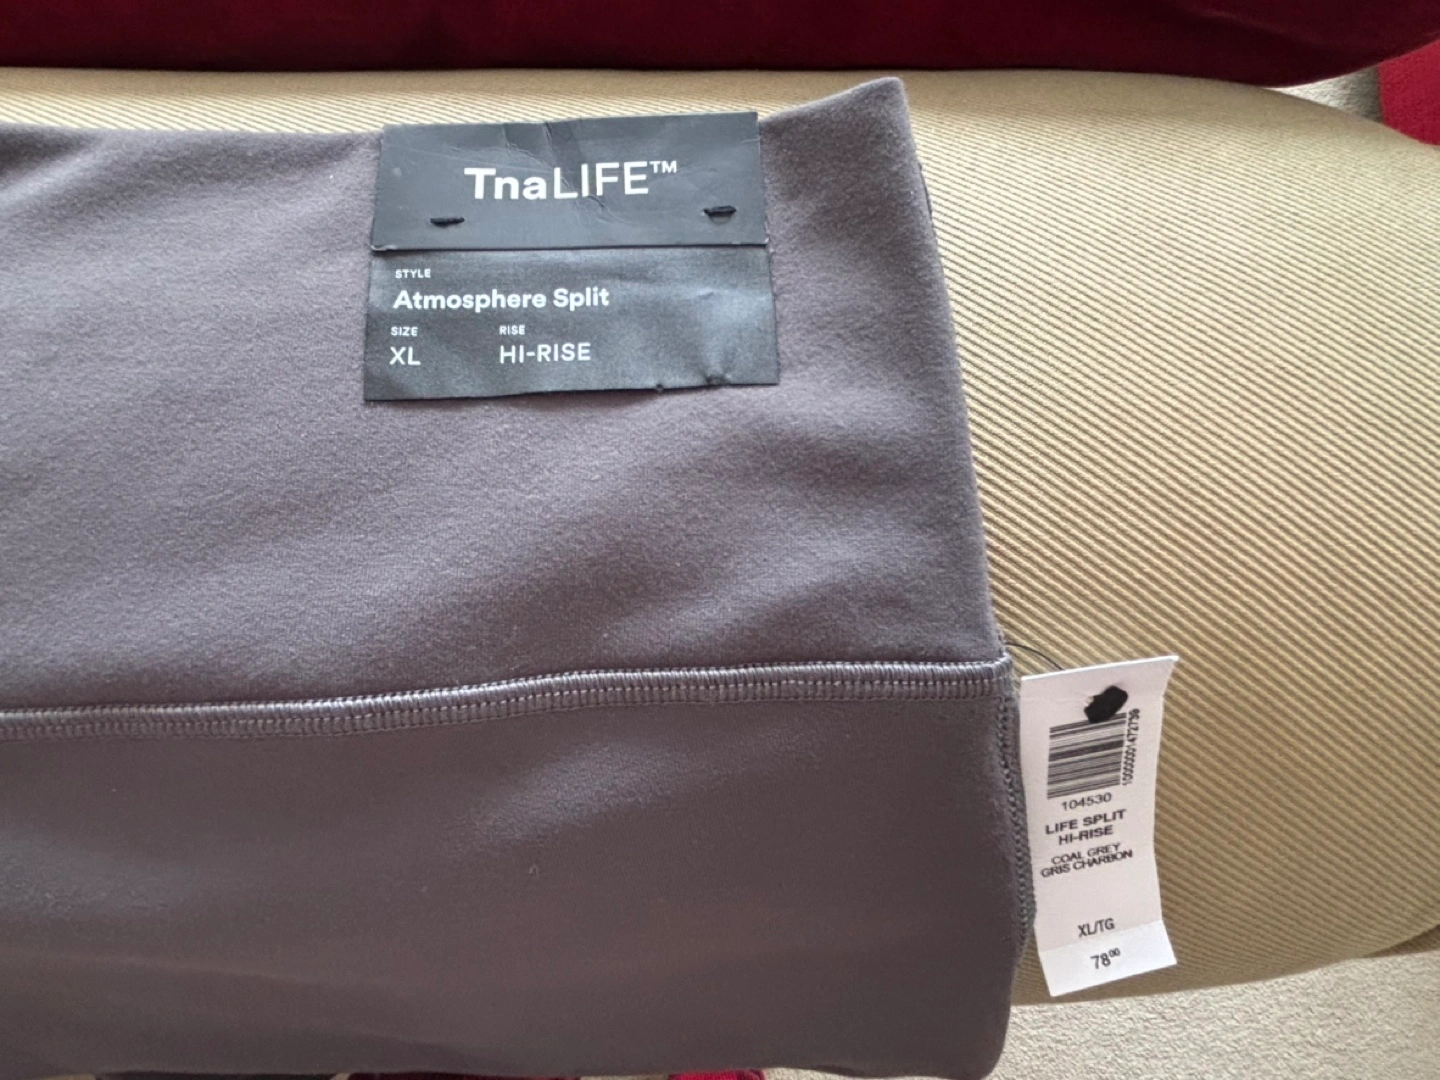 TnaLIFE™
STYLE
Atmosphere Split
SIZE RISE
XL HI-RISE
10000001472739
104530
LIFE SPLIT
HI-RISE
COAL GREY
GRIS CHARBON
XL/TG
78⁰⁰